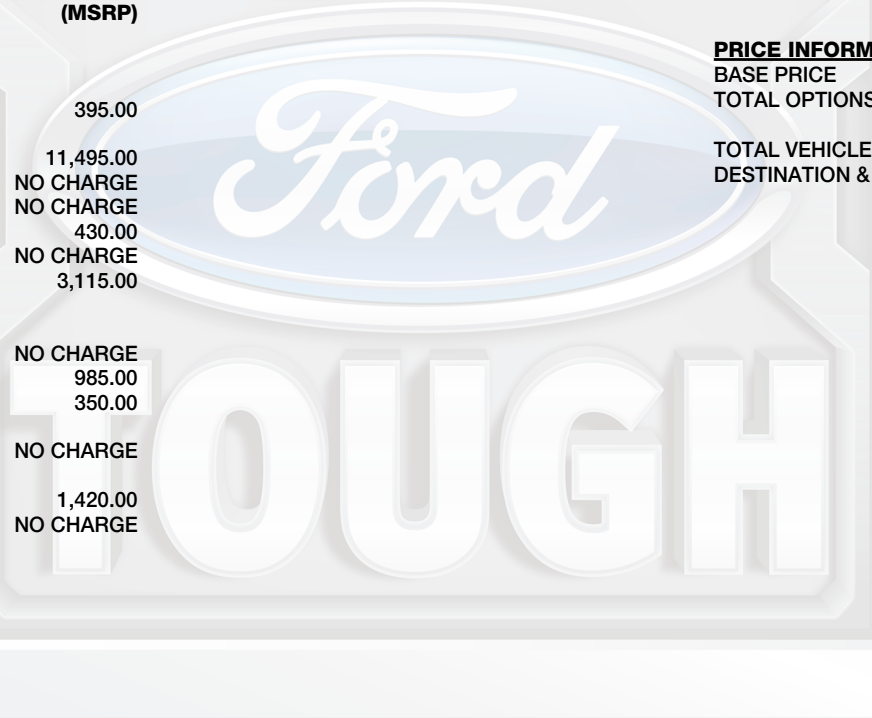 (MSRP)
395.00
11,495.00
NO CHARGE
NO CHARGE
430.00
NO CHARGE
3,115.00
NO CHARGE
985.00
350.00
NO CHARGE
1,420.00
NO CHARGE
PRICE INFORM
BASE PRICE
TOTAL OPTIONS
TOTAL VEHICLE
DESTINATION &
Ford
TOUGH